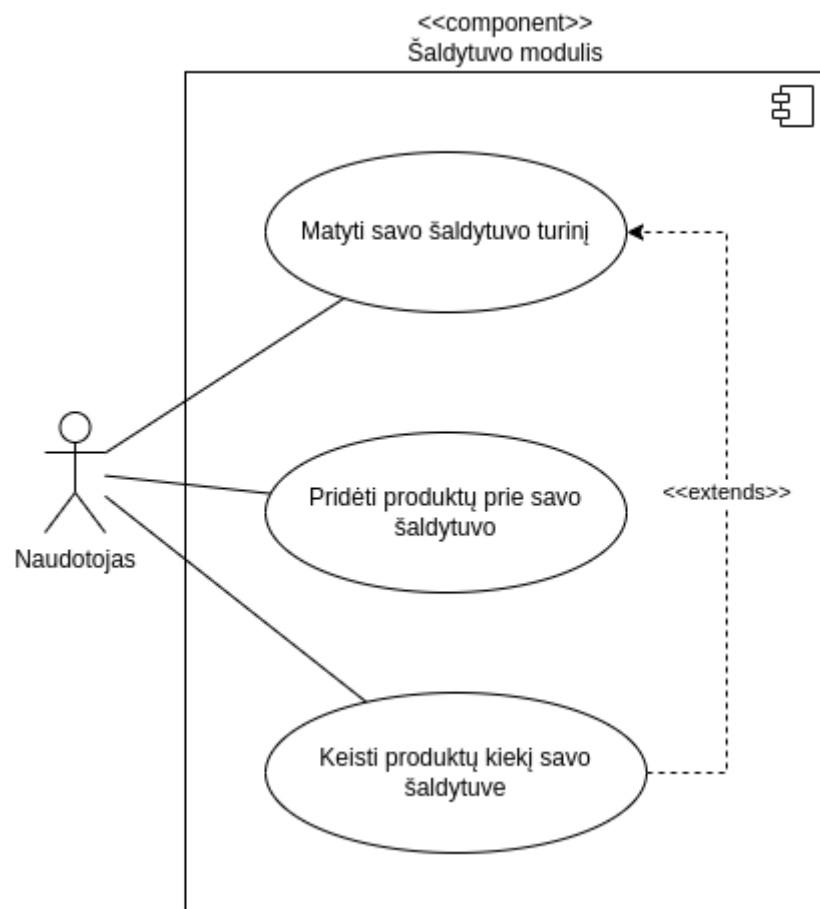 <<component>>
Šaldytuvo modulis
Matyti savo šaldytuvo turinį
Pridėti produktų prie savo
šaldytuvo
<<extends>>
Naudotojas
Keisti produktų kiekį savo
šaldytuve